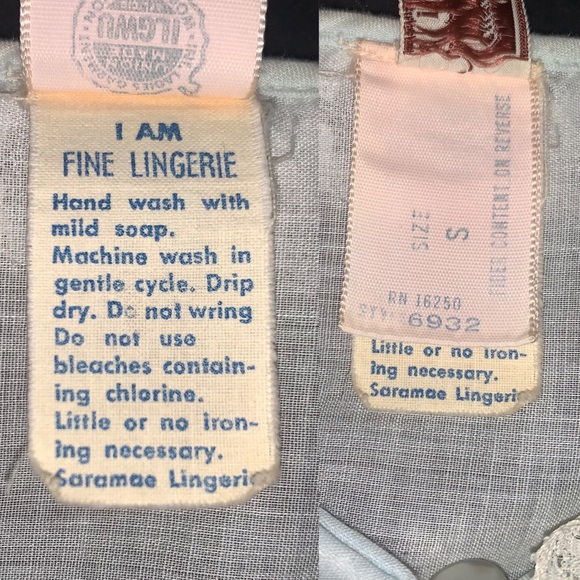 ILGWU
I AM
FINE LINGERIE
Hand wash with
mild soap.
Machine wash in
gentle cycle. Drip
dry. Do not wring
Do not use
bleaches contain-
ing chlorine.
Little or no iron-
ing necessary.
Saramae Lingerie
FIBER CONTENT ON REVERSE
SIZE
S
RN 16250
6932
Little or no iron-
ing necessary.
Saramae Lingerie